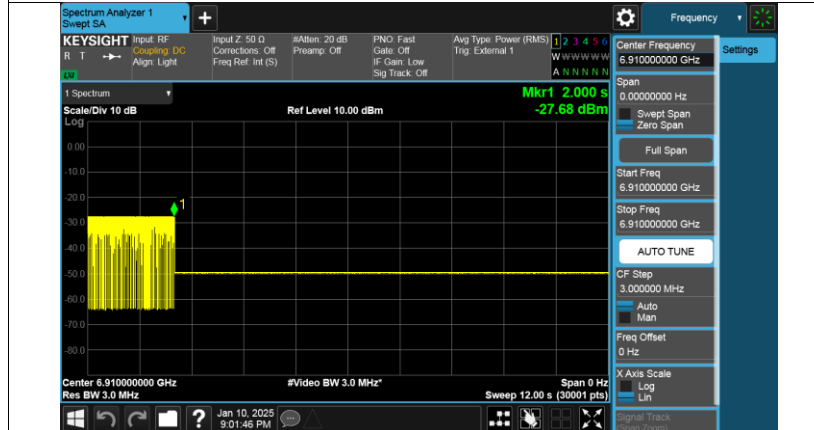 Spectrum Analyzer 1
Swept SA
+
Frequency
KEYSIGHT
R T
Input: RF
Coupling: DC
Align: Light
Input Z: 50 Ω
Corrections: Off
Freq Ref: Int (S)
#Atten: 20 dB
Preamp: Off
PNO: Fast
Gate: Off
IF Gain: Low
Sig Track: Off
Avg Type: Power (RMS)
Trig: External 1
1 2 3 4 5 6
W W W W W W
A N N N N N
1 Spectrum
Mkr1 2.000 s
-27.68 dBm
Scale/Div 10 dB
Ref Level 10.00 dBm
Log
0.00
-10.0
-20.0
-30.0
-40.0
-50.0
-60.0
-70.0
-80.0
1
Center 6.910000000 GHz
#Video BW 3.0 MHz*
Span 0 Hz
Res BW 3.0 MHz
Sweep 12.00 s (30001 pts)
?
Jan 10, 2025
9:01:46 PM
Center Frequency
6.910000000 GHz
Settings
Span
0.00000000 Hz
Swept Span
Zero Span
Full Span
Start Freq
6.910000000 GHz
Stop Freq
6.910000000 GHz
AUTO TUNE
CF Step
3.000000 MHz
Auto
Man
Freq Offset
0 Hz
X Axis Scale
Log
Lin
Signal Track
(Span Zoom)